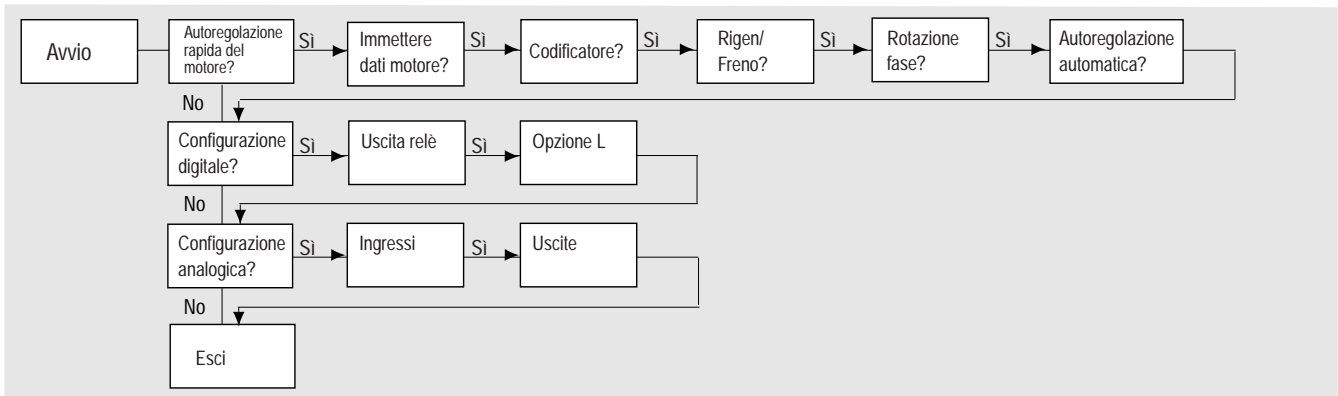 Avvio
Autoregolazione
rapida del
motore?
Sì
Immettere
dati motore?
Sì
Codificatore?
Sì
Rigen/
Freno?
Sì
Rotazione
fase?
Sì
Autoregolazione
automatica?
No
Configurazione
digitale?
Sì
Uscita relè
Sì
Opzione L
No
Configurazione
analogica?
Sì
Ingressi
Sì
Uscite
No
Esci